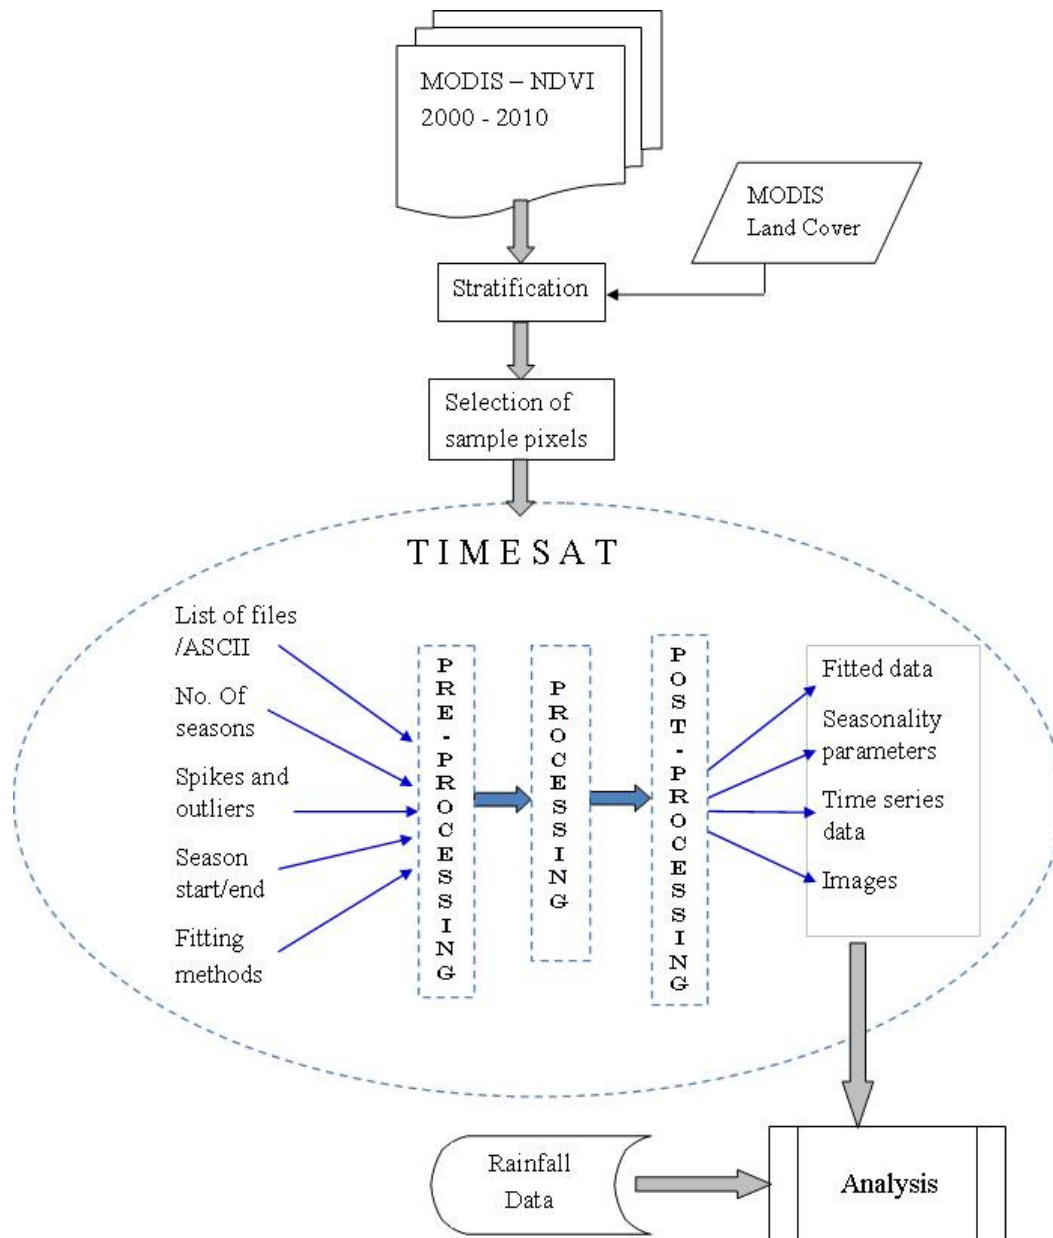 MODIS – NDVI
2000 - 2010
MODIS
Land Cover
Stratification
Selection of
sample pixels
T I M E S A T
List of files
/ASCII
No. Of
seasons
Spikes and
outliers
Season
start/end
Fitting
methods
PRE-PROCESSING
PROCESSING
POST-PROCESSING
Fitted data
Seasonality
parameters
Time series
data
Images
Rainfall
Data
Analysis